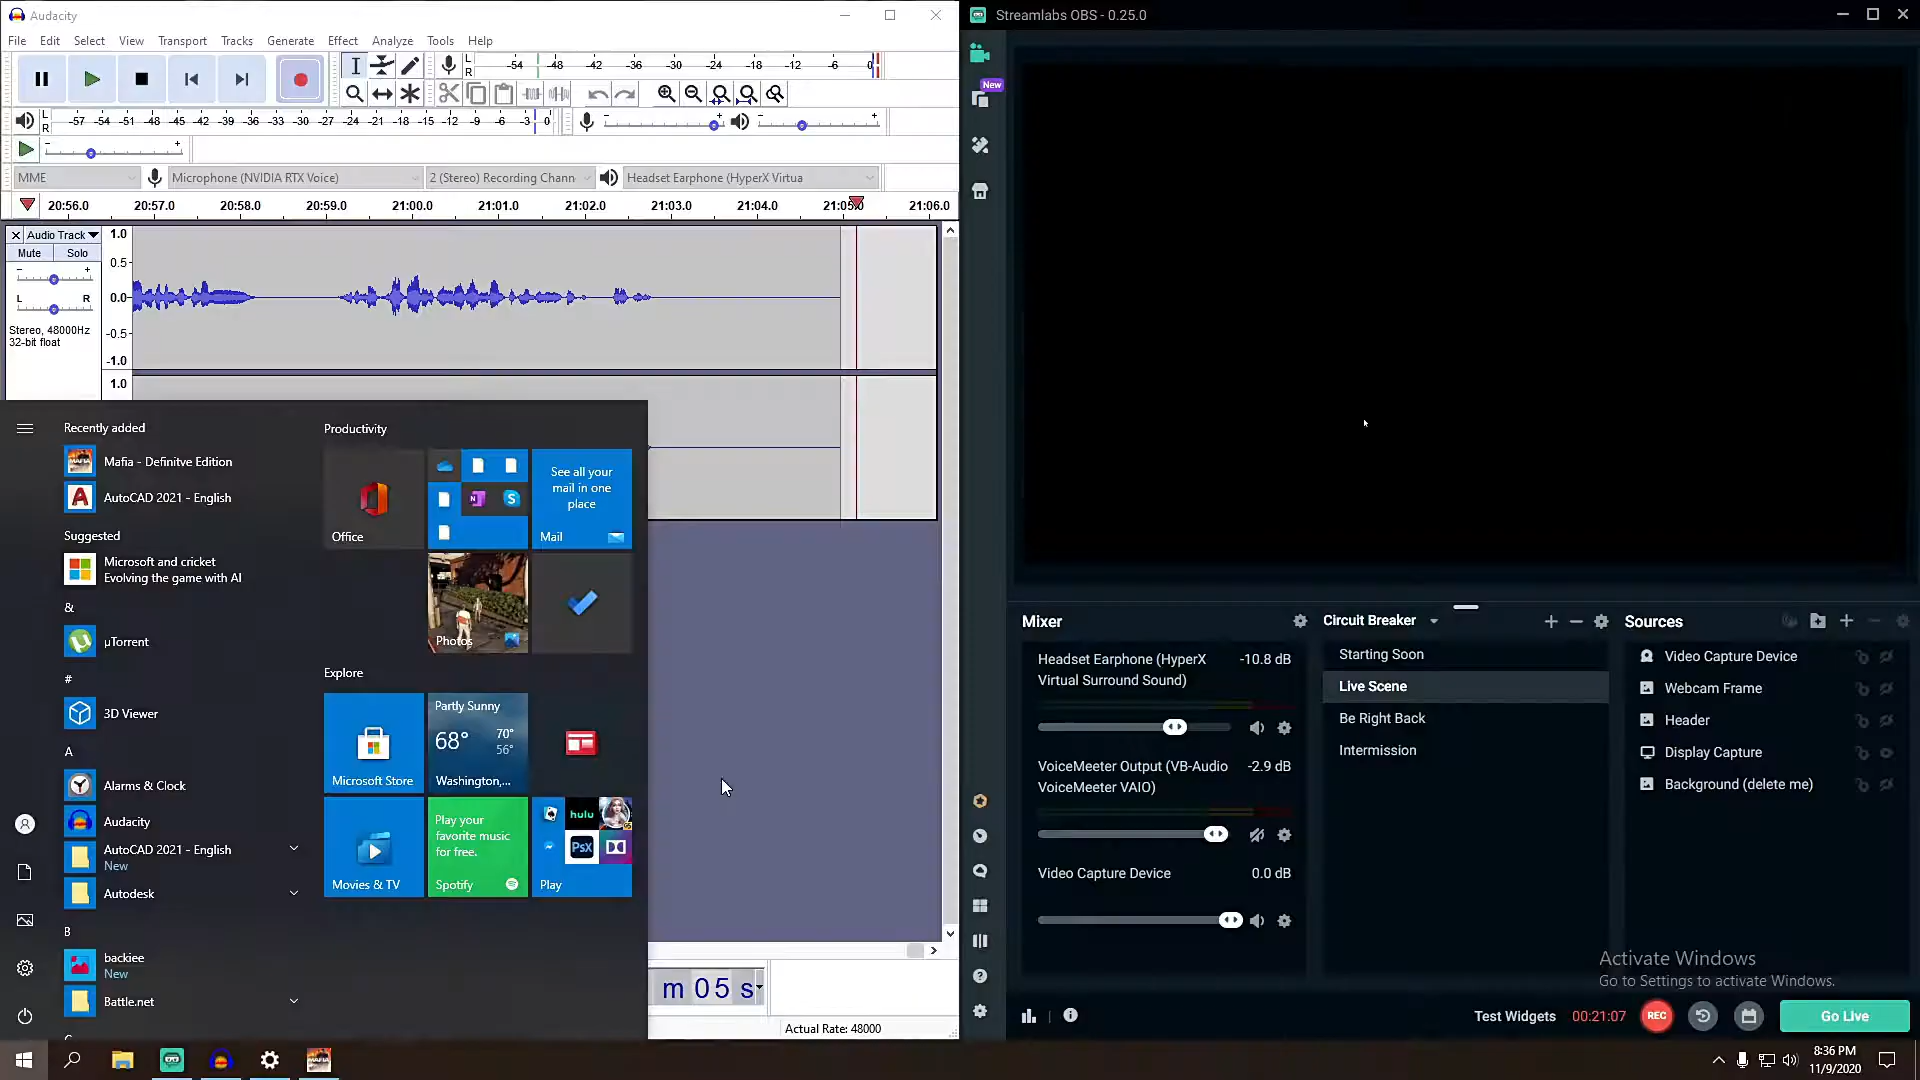 Audacity
File Edit Select View Transport Tracks Generate Effect Analyze Tools Help
L
R
-54 -48 -42 -36 -30 -24 -18 -12 -6 0
L
R
-57 -54 -51 -48 -45 -42 -39 -36 -33 -30 -27 -24 -21 -18 -15 -12 -9 -6 -3 0
MME
Microphone (NVIDIA RTX Voice)
2 (Stereo) Recording Chann
Headset Earphone (HyperX Virtua
20:56.0 20:57.0 20:58.0 20:59.0 21:00.0 21:01.0 21:02.0 21:03.0 21:04.0 21:05.0 21:06.0
Audio Track
Mute Solo
L R
Stereo, 48000Hz
32-bit float
1.0
0.5
0.0
-0.5
-1.0
1.0
Recently added
Mafia - Definitve Edition
AutoCAD 2021 - English
Suggested
Microsoft and cricket
Evolving the game with AI
&
µTorrent
#
3D Viewer
A
Alarms & Clock
Audacity
AutoCAD 2021 - English
New
Autodesk
B
backiee
New
Battle.net
Productivity
Office
See all your
mail in one
place
Mail
Photos
Explore
Microsoft Store
Partly Sunny
68° 70°
56°
Washington,...
Movies & TV
Play your
favorite music
for free.
Spotify
hulu
PsX
Play
m 05 s
Actual Rate: 48000
Streamlabs OBS - 0.25.0
New
Mixer
Headset Earphone (HyperX
Virtual Surround Sound)
-10.8 dB
VoiceMeeter Output (VB-Audio
VoiceMeeter VAIO)
-2.9 dB
Video Capture Device
0.0 dB
Circuit Breaker
Starting Soon
Live Scene
Be Right Back
Intermission
Sources
Video Capture Device
Webcam Frame
Header
Display Capture
Background (delete me)
Activate Windows
Go to Settings to activate Windows.
Test Widgets
00:21:07
REC
Go Live
MAFIA
8:36 PM
11/9/2020